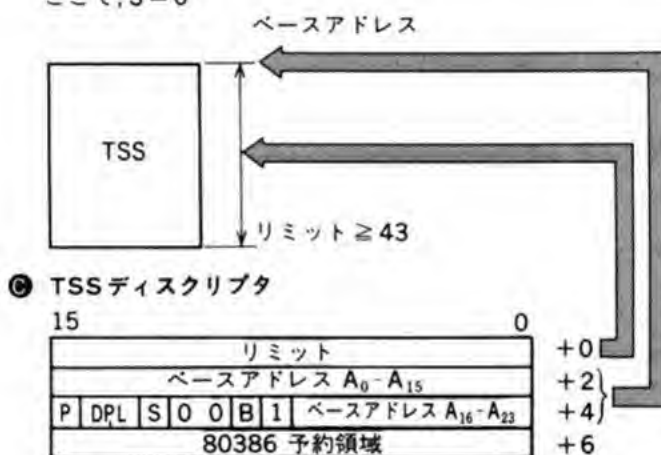 ベースアドレス
TSS
リミット≧43
Ⓒ TSSディスクリプタ
15 0
リミット +0
ベースアドレス A₀-A₁₅ +2
P DPL S 0 0 B 1 ベースアドレス A₁₆-A₂₃ +4
80386 予約領域 +6